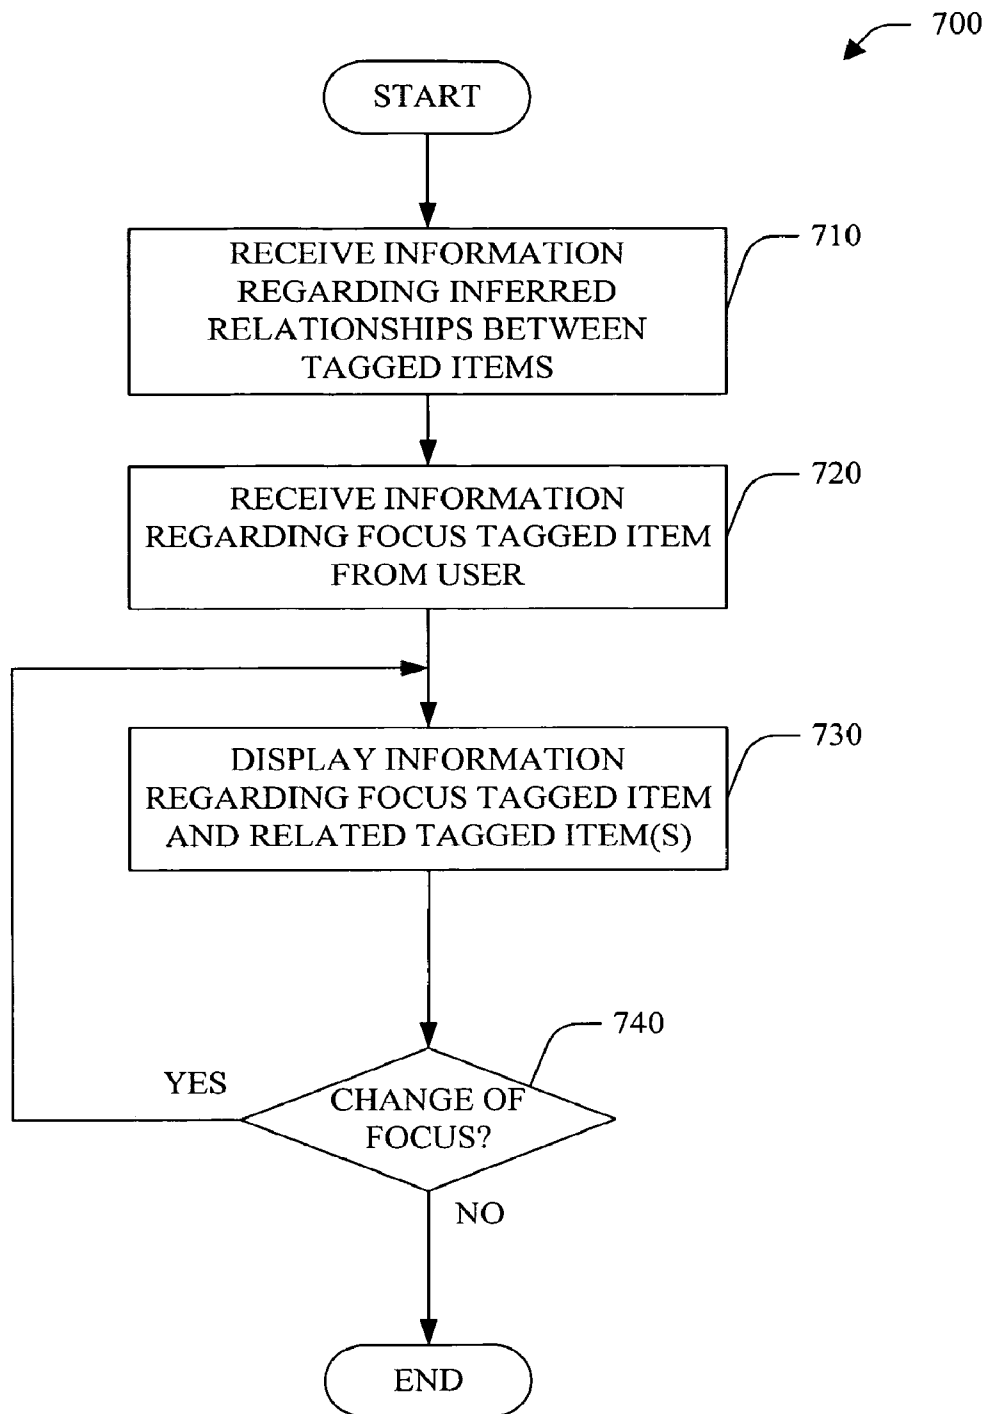 700
START
RECEIVE INFORMATION
REGARDING INFERRED
RELATIONSHIPS BETWEEN
TAGGED ITEMS
710
RECEIVE INFORMATION
REGARDING FOCUS TAGGED ITEM
FROM USER
720
DISPLAY INFORMATION
REGARDING FOCUS TAGGED ITEM
AND RELATED TAGGED ITEM(S)
730
740
YES
CHANGE OF
FOCUS?
NO
END